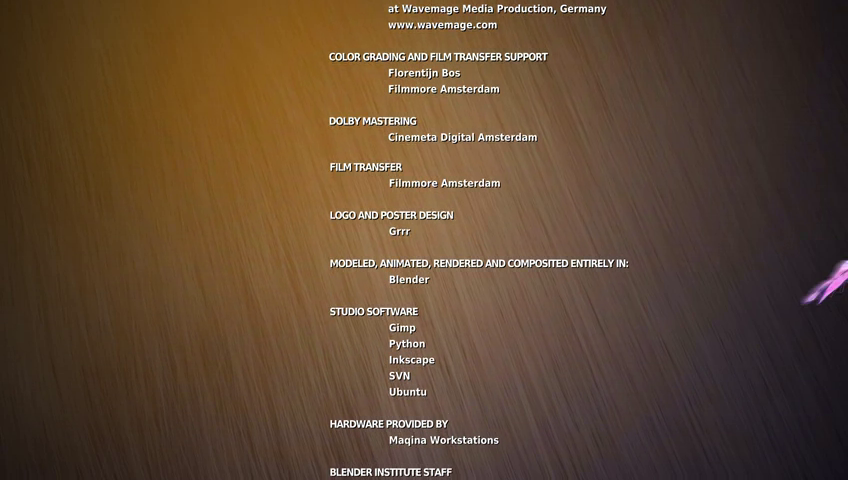 at Wavemage Media Production, Germany
www.wavemage.com
COLOR GRADING AND FILM TRANSFER SUPPORT
Florentijn Bos
Filmmore Amsterdam
DOLBY MASTERING
Cinemeta Digital Amsterdam
FILM TRANSFER
Filmmore Amsterdam
LOGO AND POSTER DESIGN
Grrr
MODELED, ANIMATED, RENDERED AND COMPOSITED ENTIRELY IN:
Blender
STUDIO SOFTWARE
Gimp
Python
Inkscape
SVN
Ubuntu
HARDWARE PROVIDED BY
Maqina Workstations
BLENDER INSTITUTE STAFF